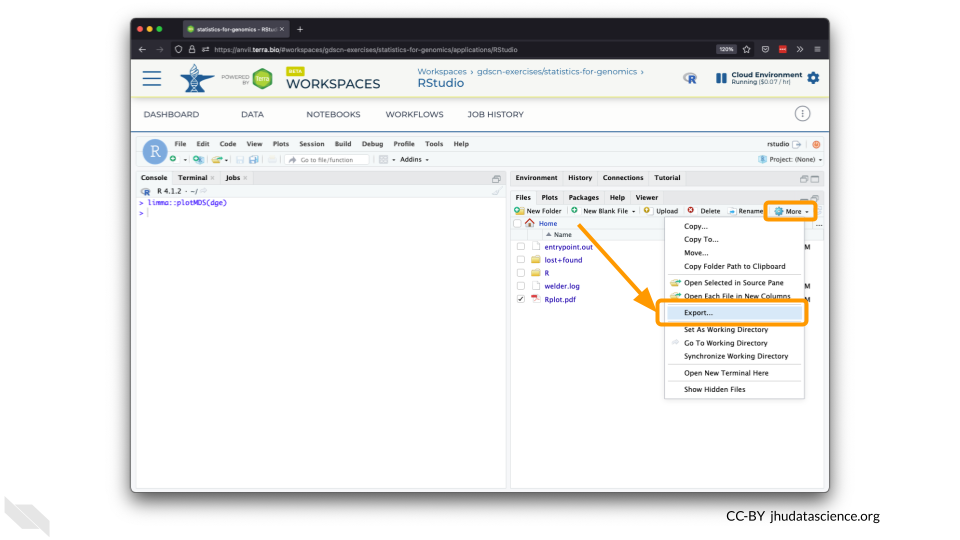 statistics-for-genomics - RStud × +
https://anvil.terra.bio/#workspaces/gdscn-exercises/statistics-for-genomics/applications/RStudio 120%
POWERED BY Terra
BETA
WORKSPACES
Workspaces › gdscn-exercises/statistics-for-genomics ›
RStudio
R
Cloud Environment
Running ($0.07 / hr)
DASHBOARD DATA NOTEBOOKS WORKFLOWS JOB HISTORY
R
File Edit Code View Plots Session Build Debug Profile Tools Help
rstudio
Go to file/function
Addins
Project: (None)
Console Terminal × Jobs ×
R 4.1.2 · ~/
> limma::plotMDS(dge)
>
Environment History Connections Tutorial
Files Plots Packages Help Viewer
New Folder New Blank File Upload Delete Rename More
Home ...
Name
entrypoint.out M
lost+found
R
welder.log M
Rplot.pdf M
Copy...
Copy To...
Move...
Copy Folder Path to Clipboard
Open Selected in Source Pane
Open Each File in New Columns
Export...
Set As Working Directory
Go To Working Directory
Synchronize Working Directory
Open New Terminal Here
Show Hidden Files
CC-BY jhudatascience.org